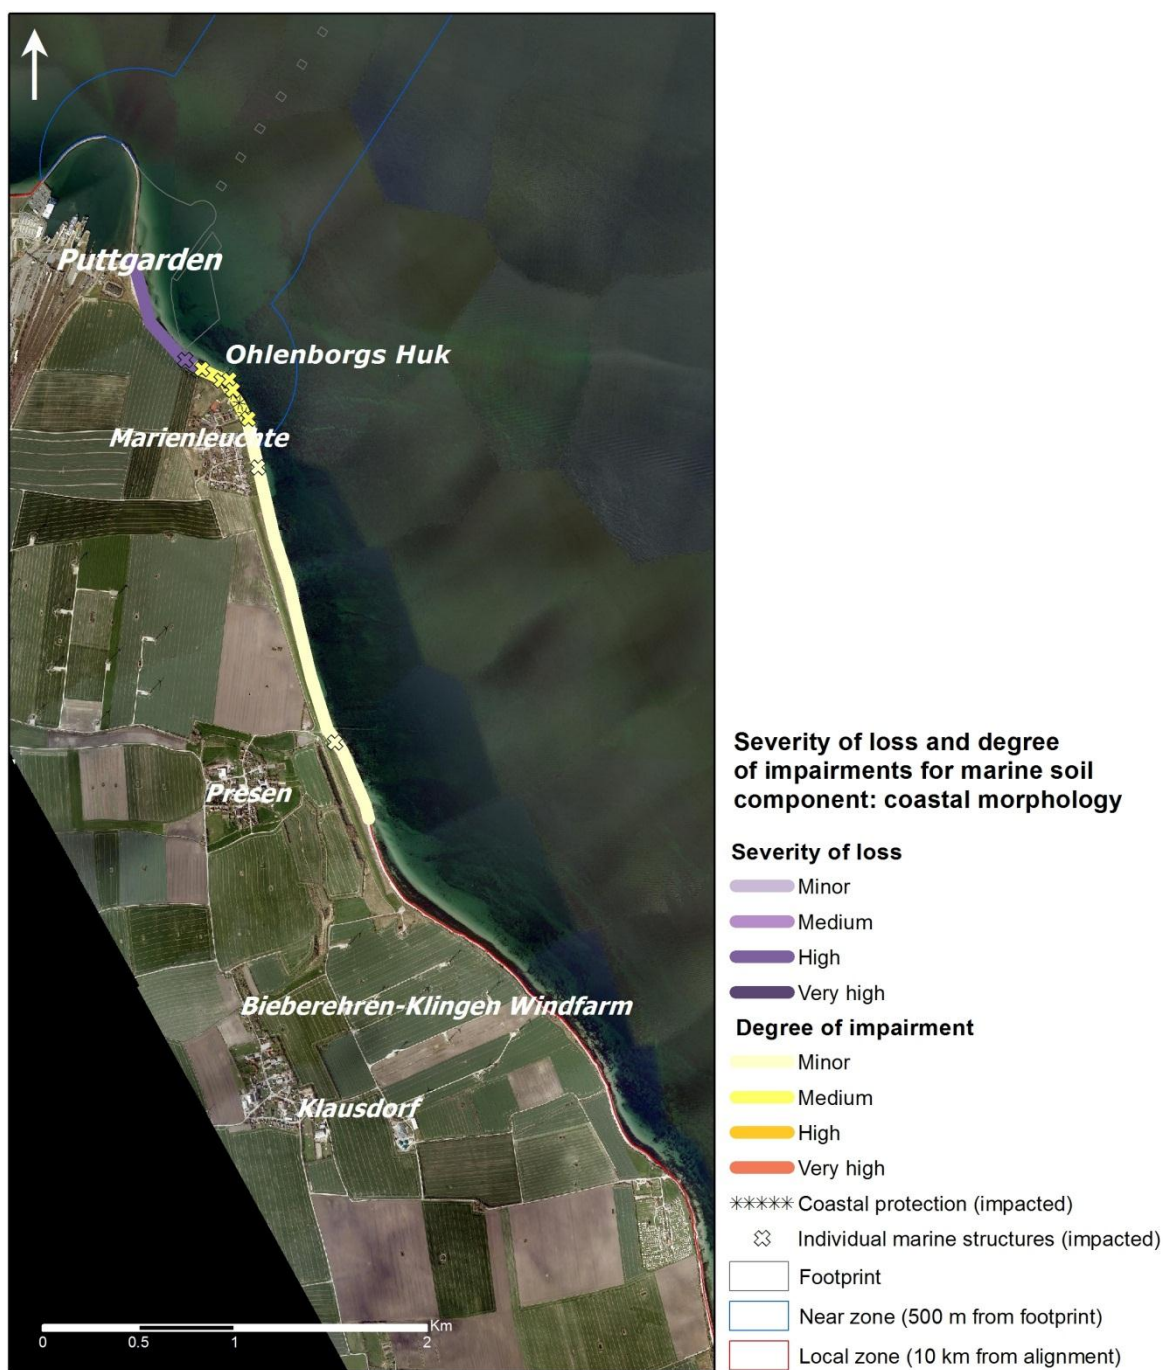 Puttgarden
Ohlenborgs Huk
Marienleuchte
Presen
Bieberehren-Klingen Windfarm
Klausdorf
Km
0 0.5 1 2
Severity of loss and degree
of impairments for marine soil
component: coastal morphology
Severity of loss
Minor
Medium
High
Very high
Degree of impairment
Minor
Medium
High
Very high
Coastal protection (impacted)
Individual marine structures (impacted)
Footprint
Near zone (500 m from footprint)
Local zone (10 km from alignment)